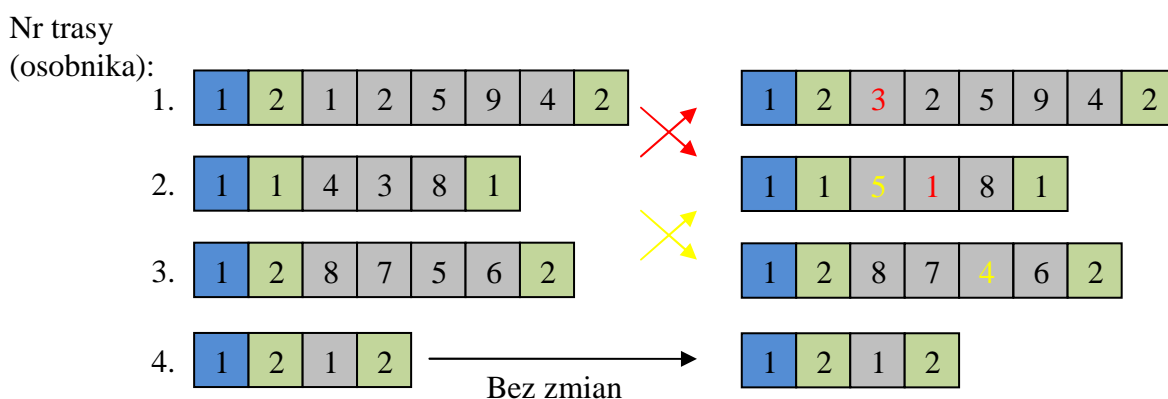 Nr trasy
(osobnika):
1. 1 2 1 2 5 9 4 2 1 2 3 2 5 9 4 2
2. 1 1 4 3 8 1 1 1 5 1 8 1
3. 1 2 8 7 5 6 2 1 2 8 7 4 6 2
4. 1 2 1 2 1 2 1 2
Bez zmian